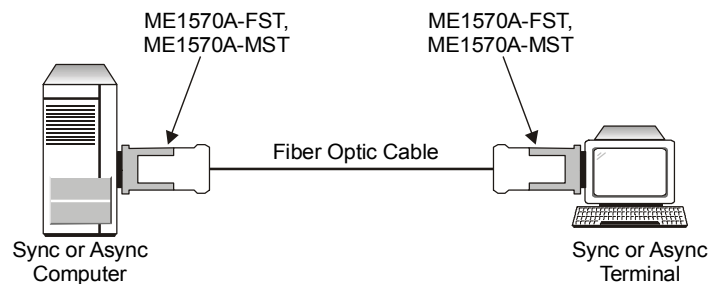 ME1570A-FST,
ME1570A-MST
ME1570A-FST,
ME1570A-MST
Fiber Optic Cable
Sync or Async
Computer
Sync or Async
Terminal